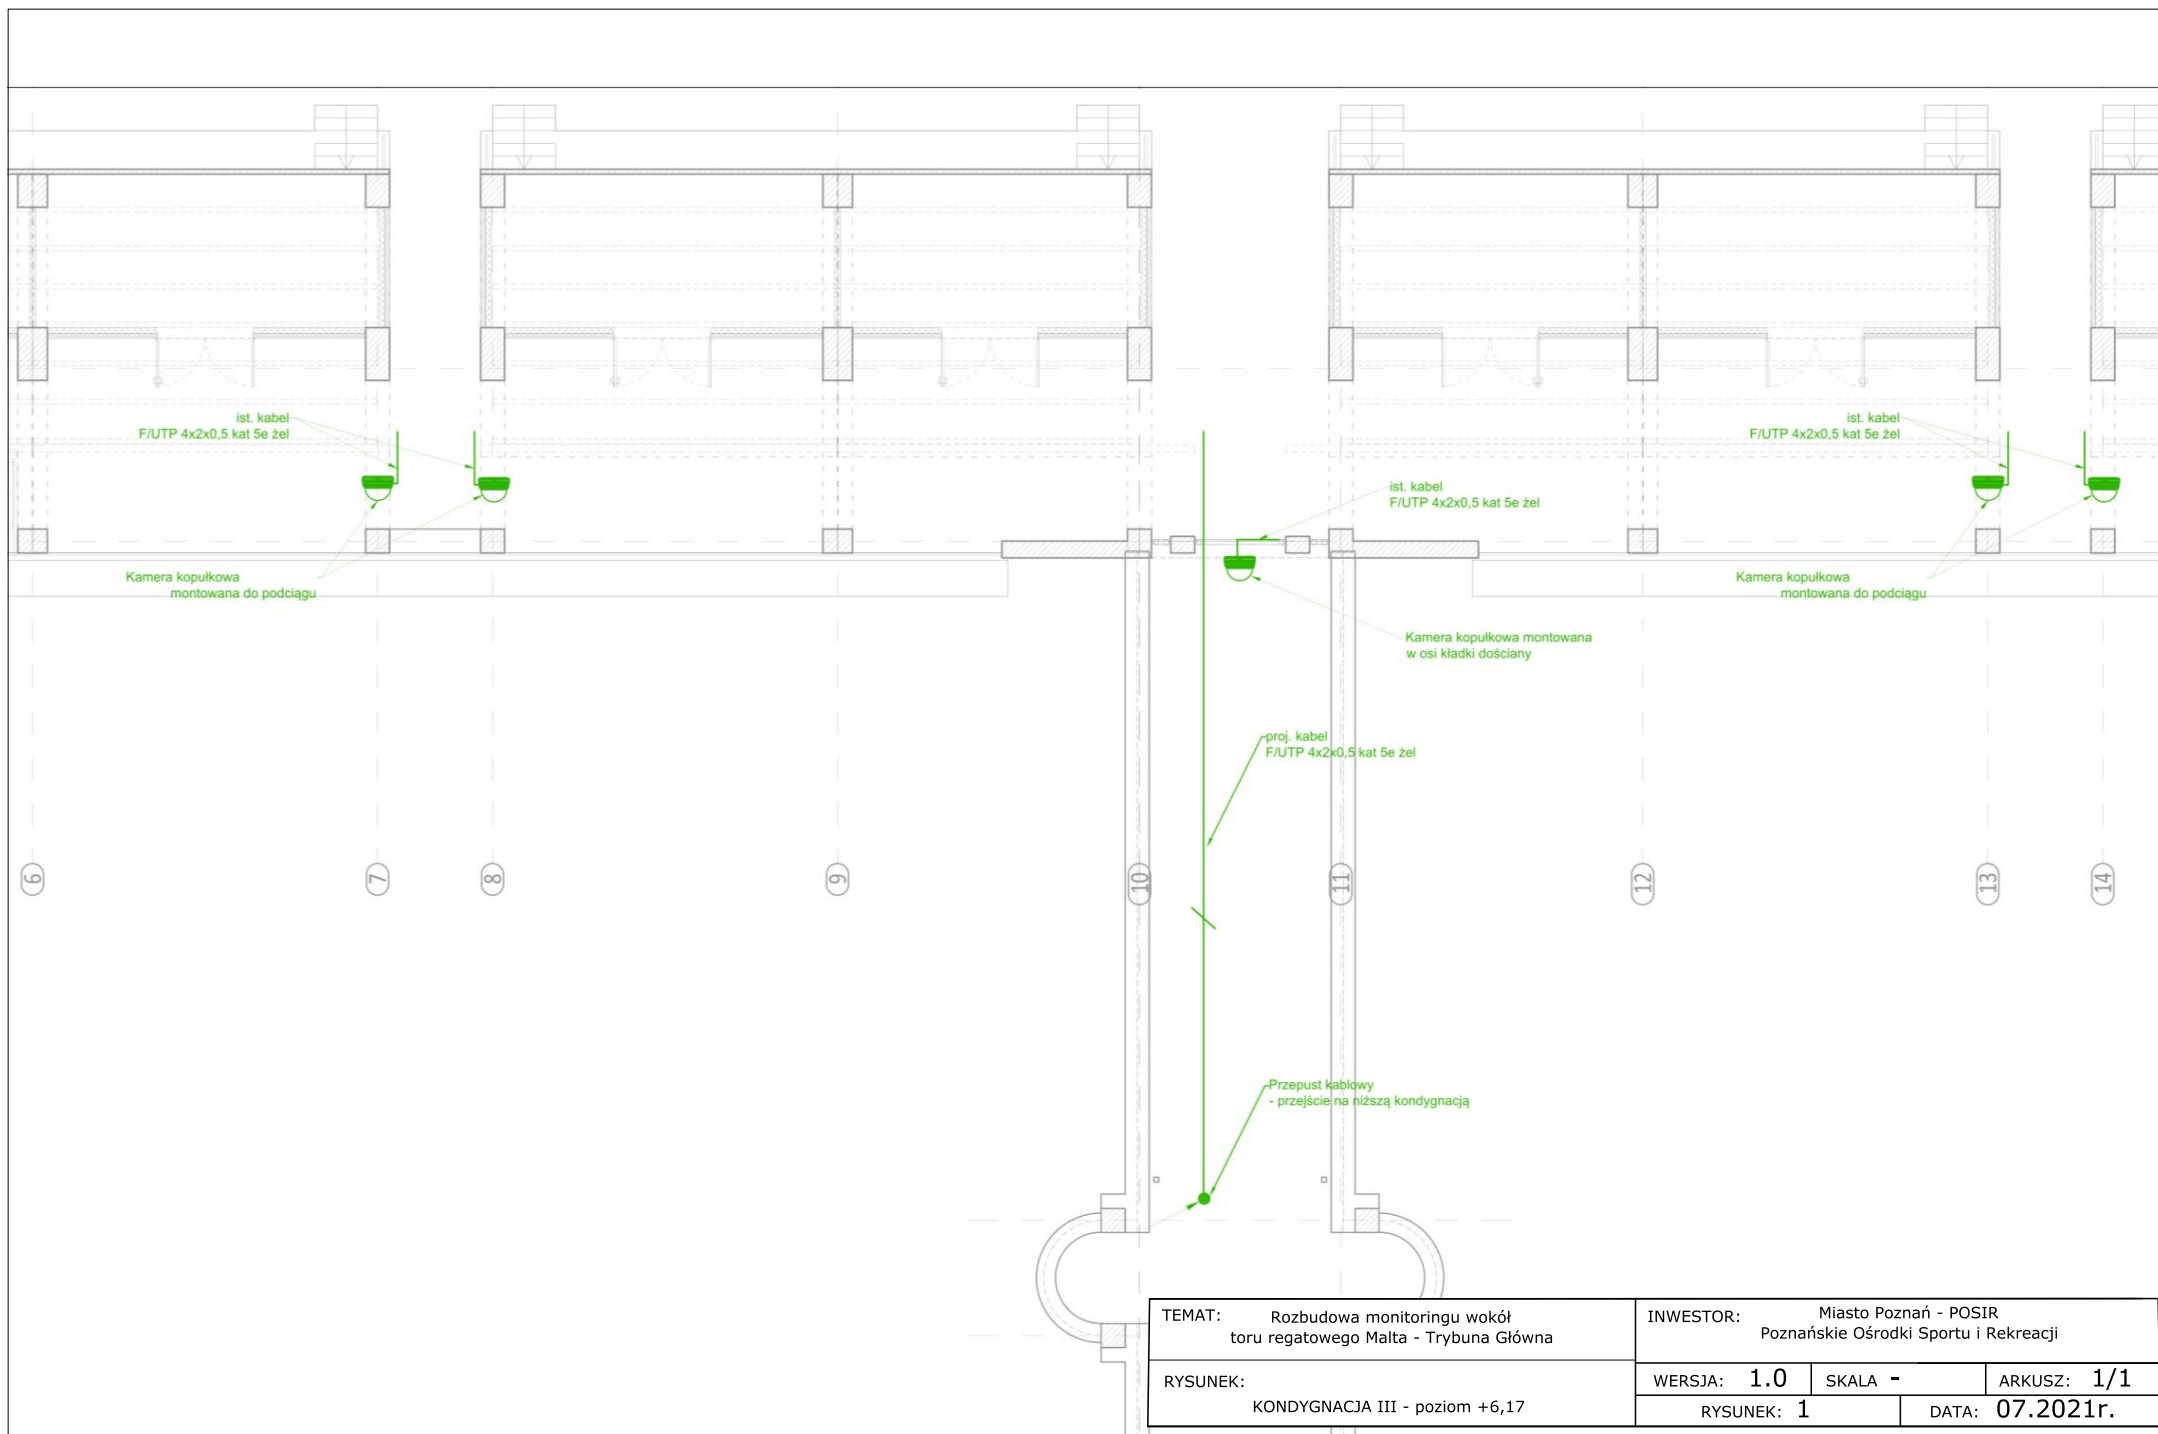 ist. kabel
F/UTP 4x2x0,5 kat 5e żel
ist. kabel
F/UTP 4x2x0,5 kat 5e żel
ist. kabel
F/UTP 4x2x0,5 kat 5e żel
Kamera kopułkowa
montowana do podciągu
Kamera kopułkowa
montowana do podciągu
Kamera kopułkowa montowana
w osi kładki dościany
proj. kabel
F/UTP 4x2x0,5 kat 5e żel
6
7
8
9
10
11
12
13
14
Przepust kablowy
- przejście na niższą kondygnacją
TEMAT: Rozbudowa monitoringu wokół
toru regatowego Malta - Trybuna Główna
INWESTOR: Miasto Poznań - POSIR
Poznańskie Ośrodki Sportu i Rekreacji
RYSUNEK:
KONDYGNACJA III - poziom +6,17
WERSJA: 1.0
SKALA -
ARKUSZ: 1/1
RYSUNEK: 1
DATA: 07.2021r.